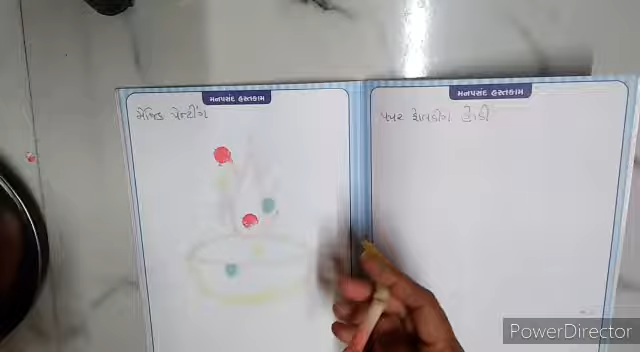 મનપસંદ હસ્તકામ
મેજિક પેન્ટીંગ
મનપસંદ હસ્તકામ
પેપર ફોલ્ડીંગ હોડી
PowerDirector